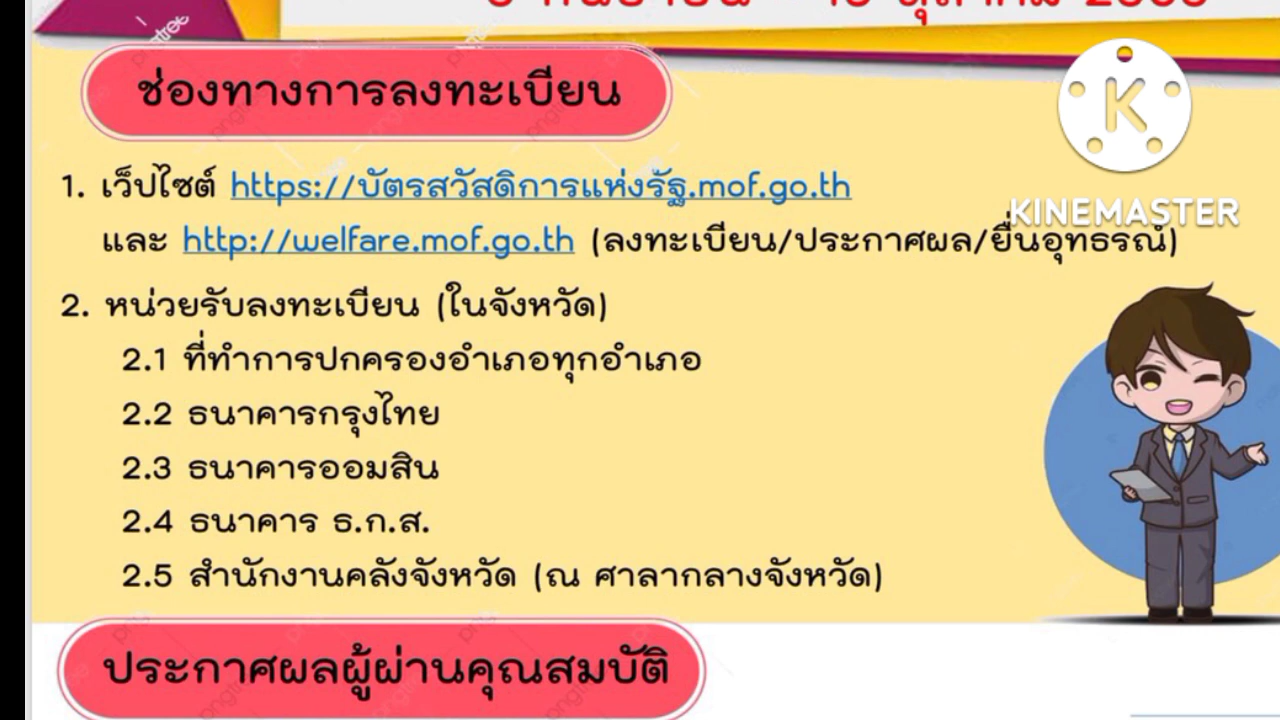 ช่องทางการลงทะเบียน
1. เว็ปไซต์ https://บัตรสวัสดิการแห่งรัฐ.mof.go.th
และ http://welfare.mof.go.th (ลงทะเบียน/ประกาศผล/ยื่นอุทธรณ์)
K
KINEMASTER
2. หน่วยรับลงทะเบียน (ในจังหวัด)
2.1 ที่ทำการปกครองอำเภอทุกอำเภอ
2.2 ธนาคารกรุงไทย
2.3 ธนาคารออมสิน
2.4 ธนาคาร ธ.ก.ส.
2.5 สำนักงานคลังจังหวัด (ณ ศาลากลางจังหวัด)
ประกาศผลผู้ผ่านคุณสมบัติ